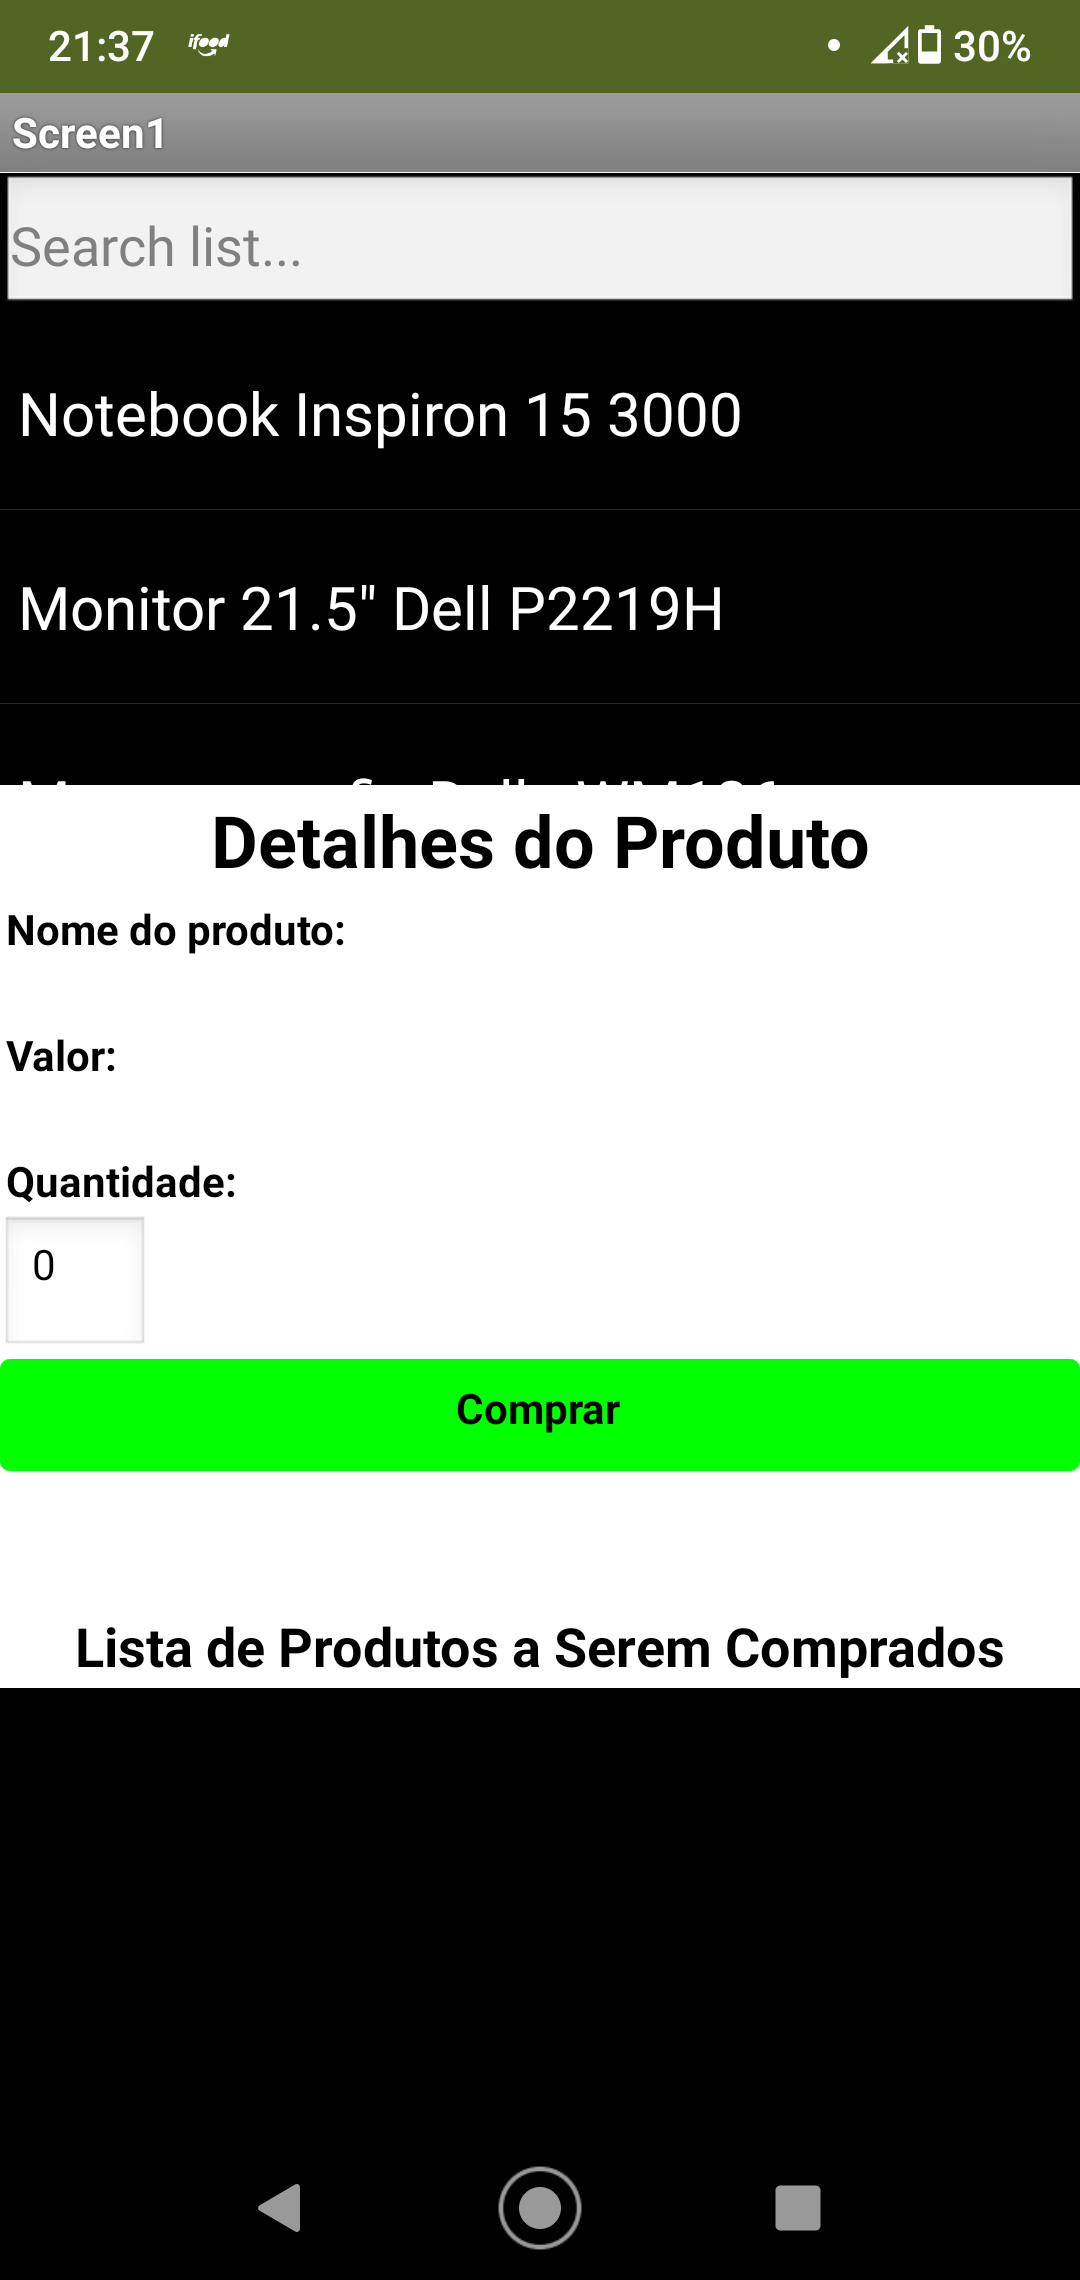 21:37 ifood 30%
Screen1
Search list...
Notebook Inspiron 15 3000
Monitor 21.5" Dell P2219H
Detalhes do Produto
Nome do produto:
Valor:
Quantidade:
0
Comprar
Lista de Produtos a Serem Comprados